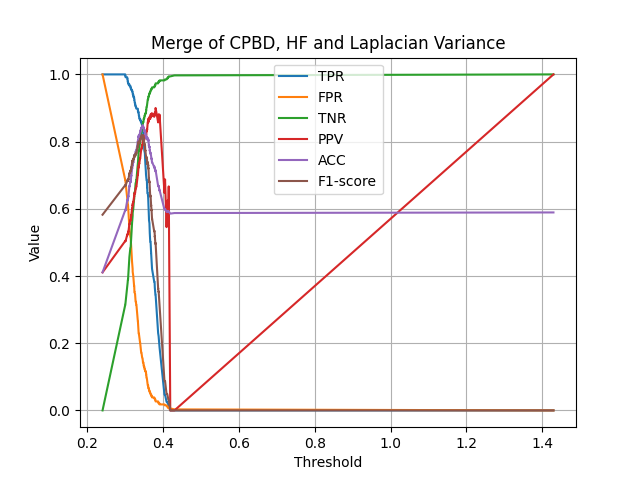 Merge of CPBD, HF and Laplacian Variance
TPR
FPR
TNR
PPV
ACC
F1-score
Value
1.0
0.8
0.6
0.4
0.2
0.0
0.2 0.4 0.6 0.8 1.0 1.2 1.4
Threshold